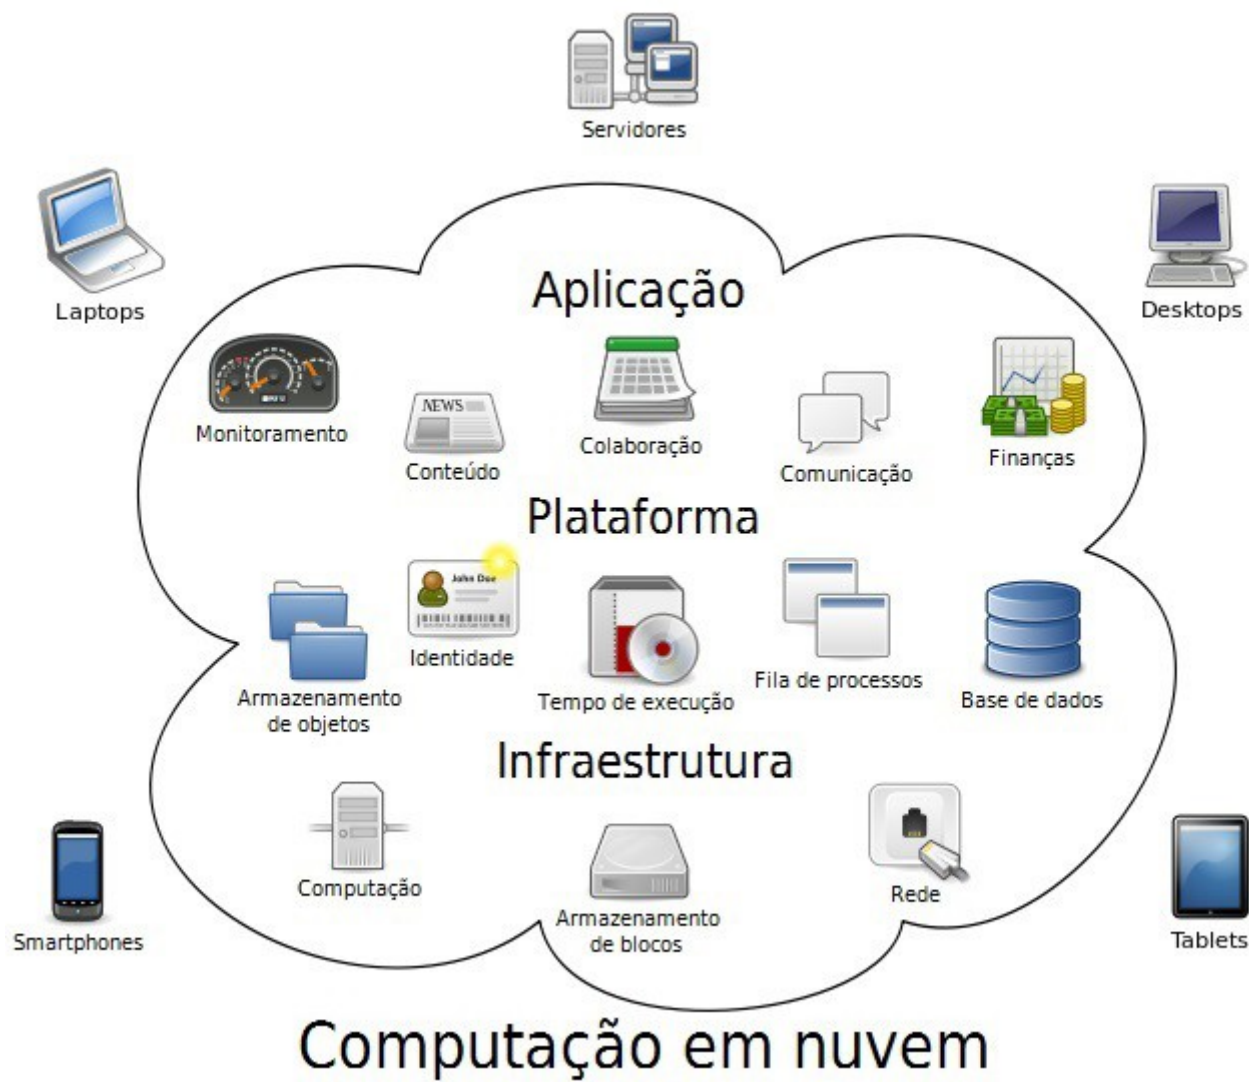 Servidores
Laptops
Desktops
Aplicação
Monitoramento
NEWS
Conteúdo
Colaboração
Comunicação
Finanças
Plataforma
John Doe
Armazenamento
de objetos
Identidade
Tempo de execução
Fila de processos
Base de dados
Infraestrutura
Computação
Armazenamento
de blocos
Rede
Smartphones
Tablets
Computação em nuvem